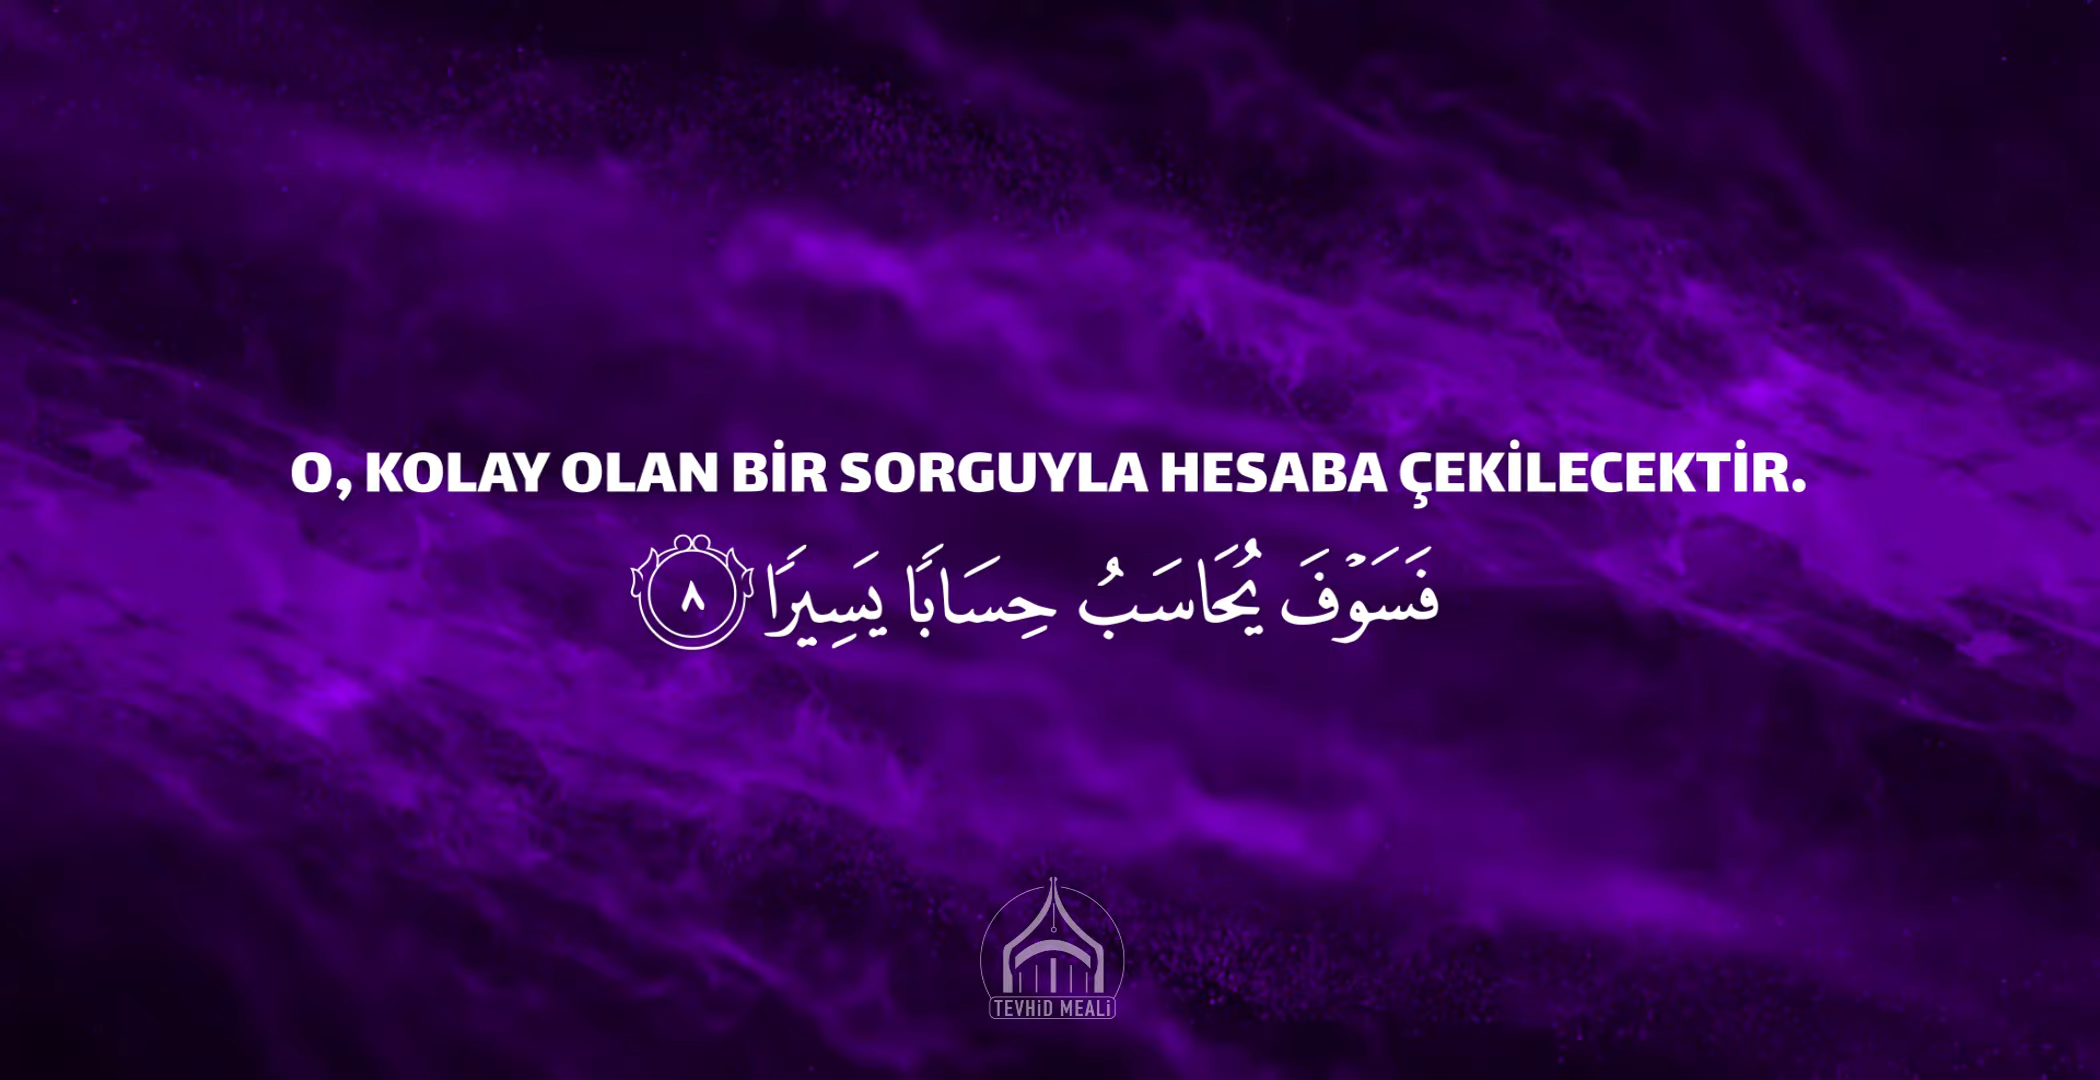 O, KOLAY OLAN BİR SORGUYLA HESABA ÇEKİLECEKTİR.
فَسَوۡفَ يُحَاسَبُ حِسَابًا يَسِيرًا ٨
TEVHİD MEALİ